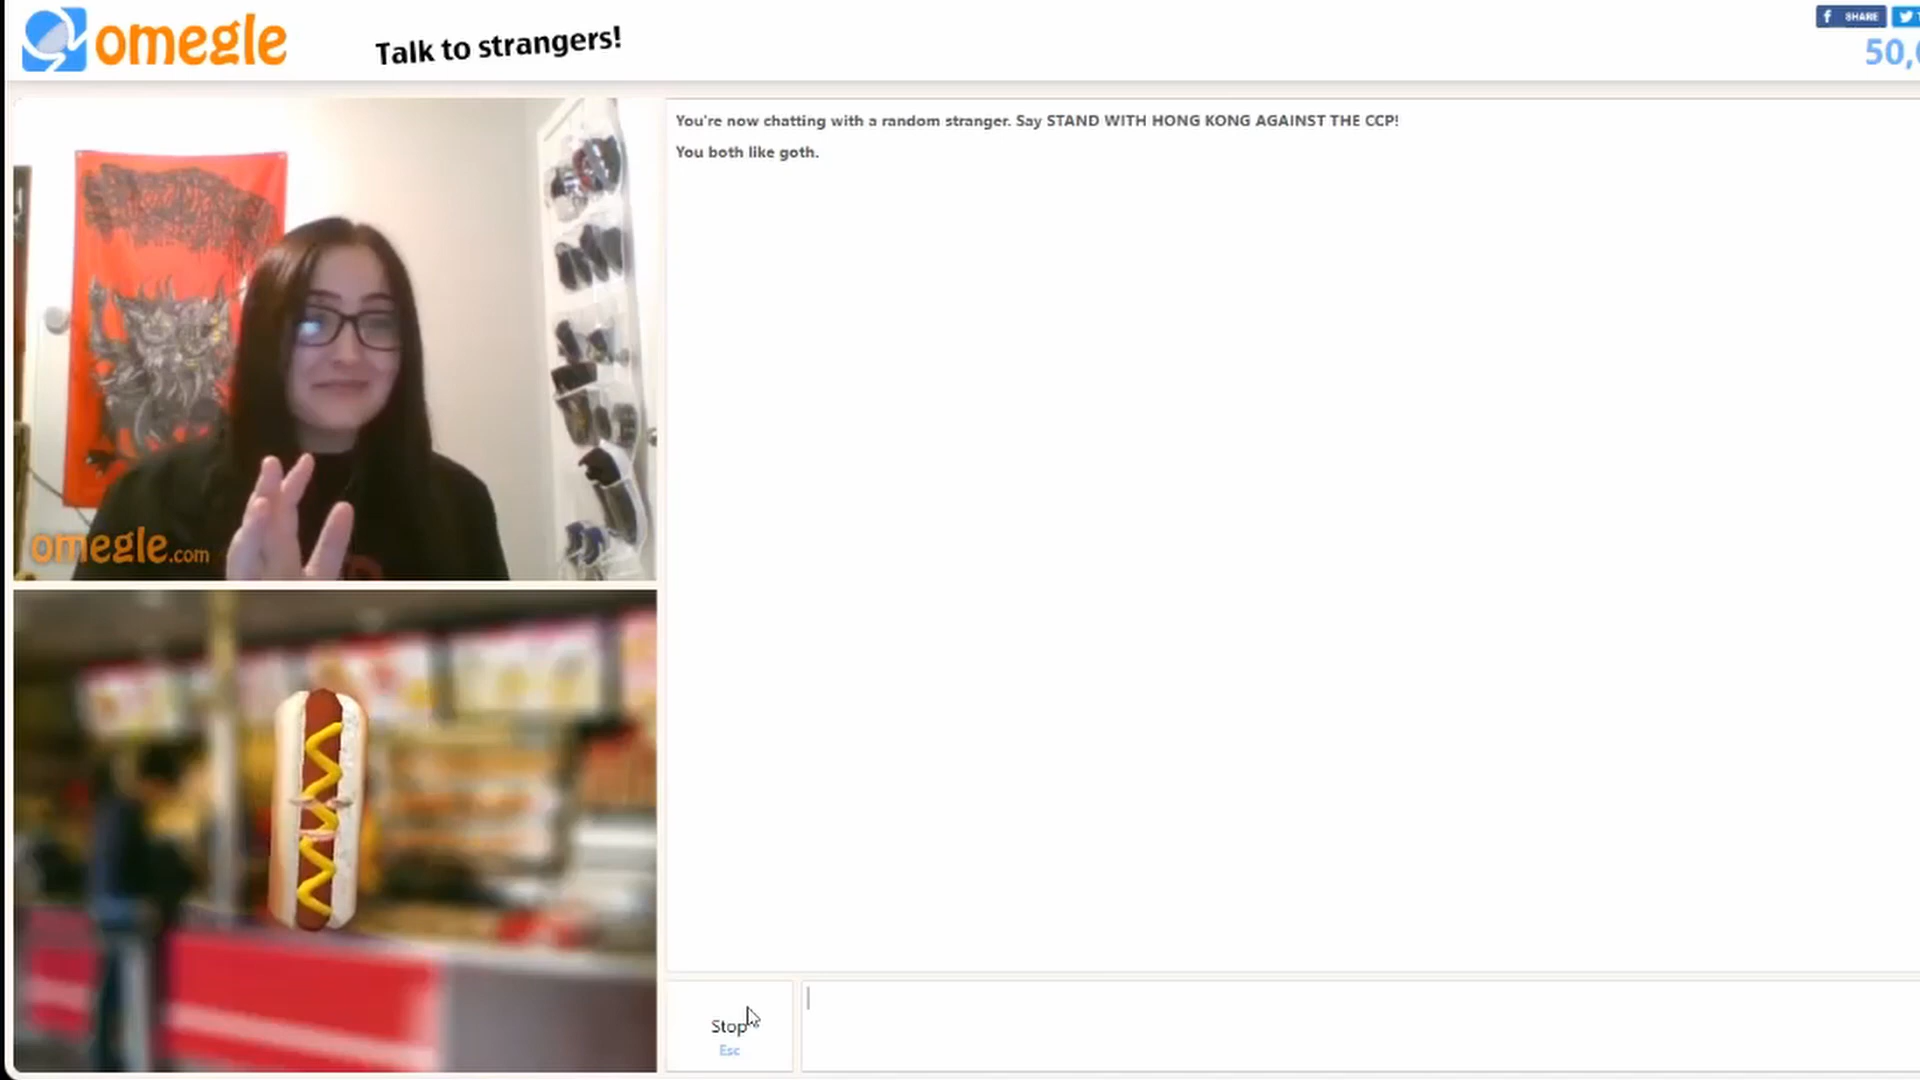 omegle
Talk to strangers!
SHARE
50,
You're now chatting with a random stranger. Say STAND WITH HONG KONG AGAINST THE CCP!
You both like goth.
omegle.com
Stop
Esc